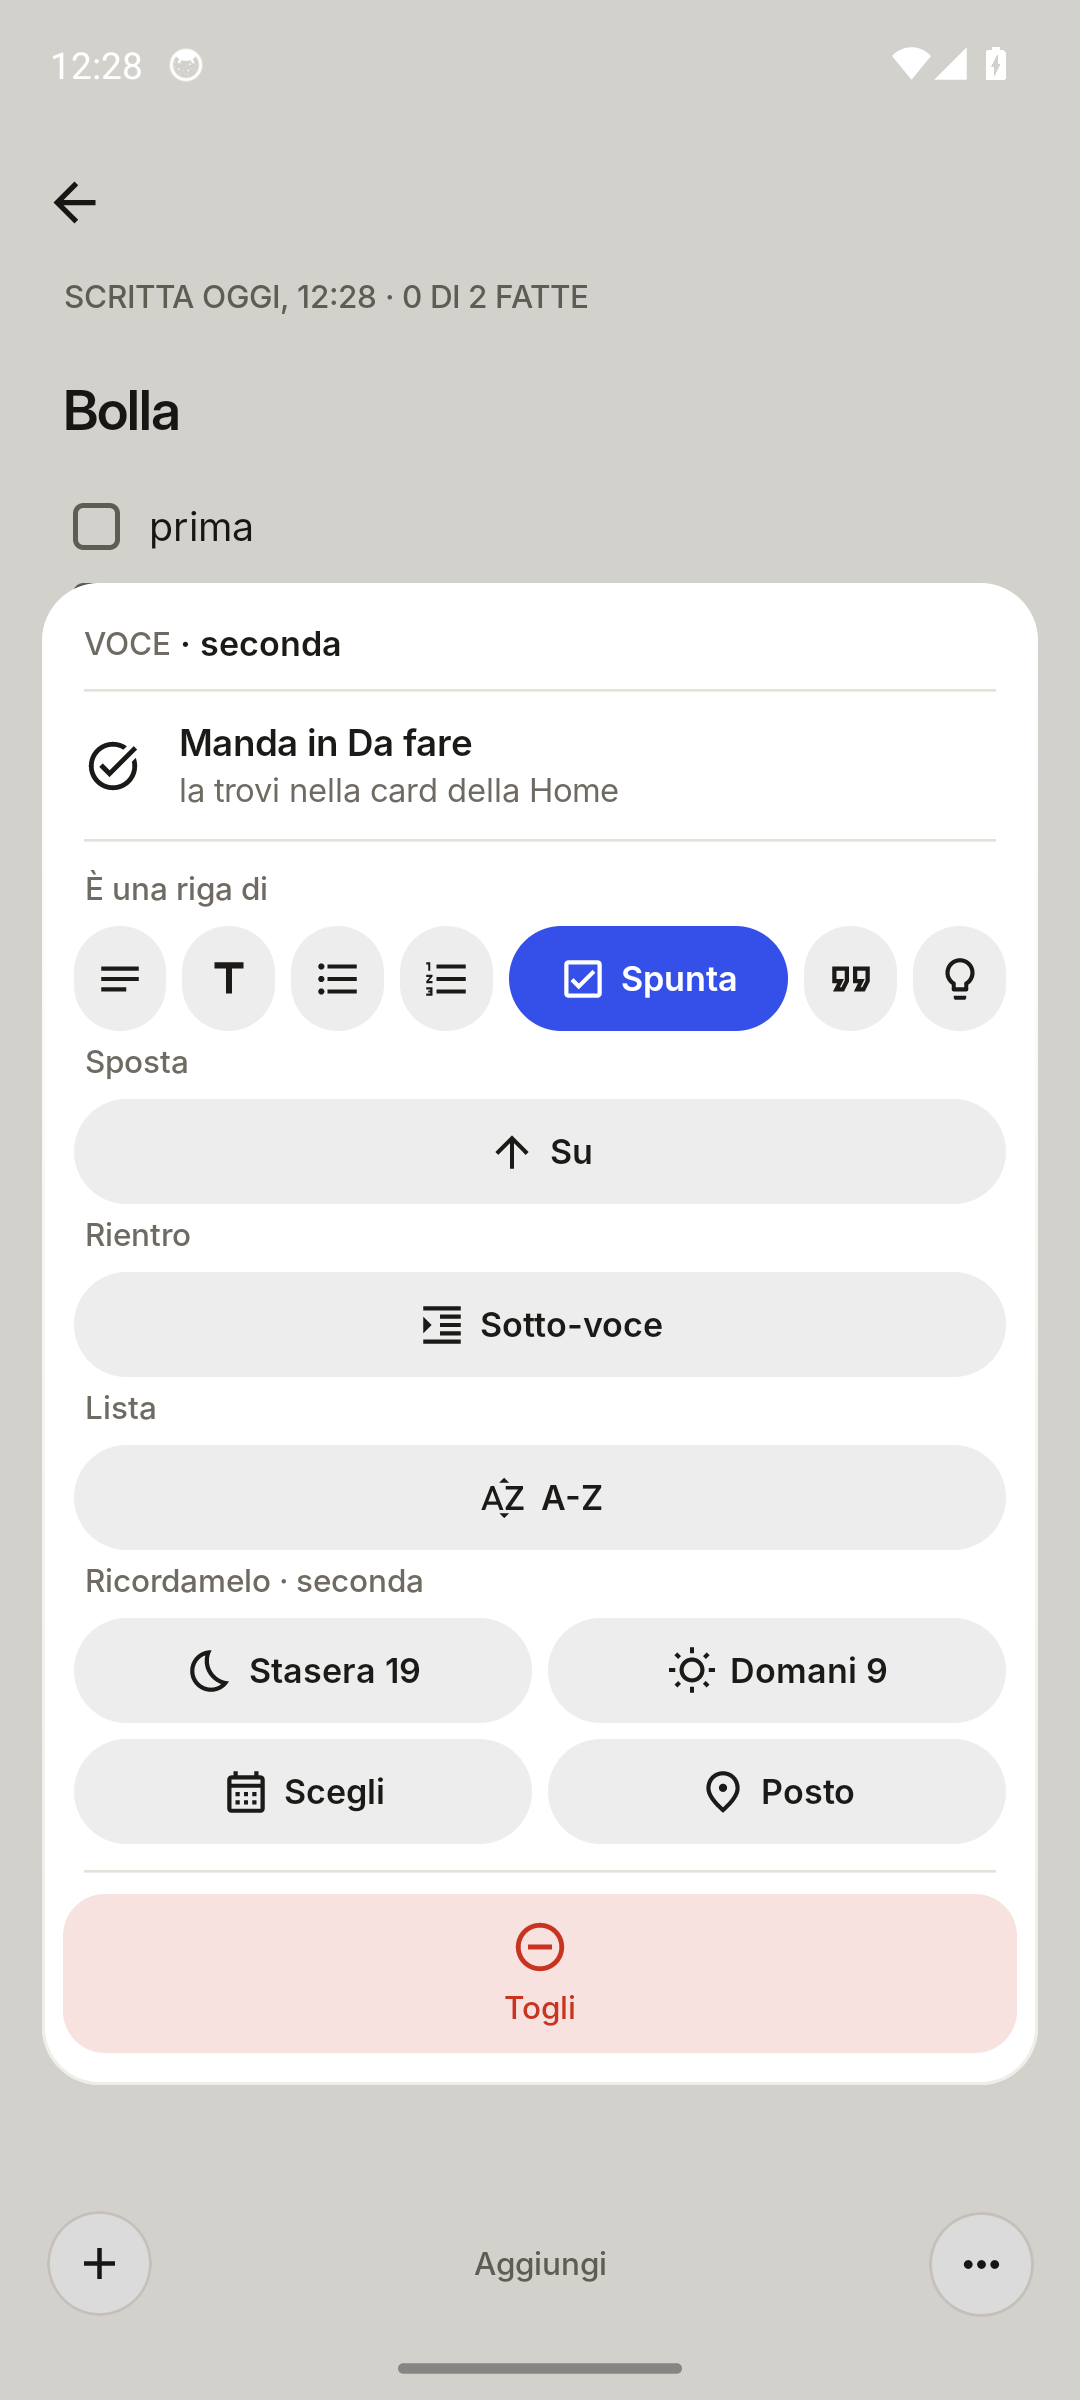 12:28
SCRITTA OGGI, 12:28 · 0 DI 2 FATTE
Bolla
prima
VOCE · seconda
Manda in Da fare
la trovi nella card della Home
È una riga di
Spunta
Sposta
Su
Rientro
Sotto-voce
Lista
A-Z
Ricordamelo · seconda
Stasera 19
Domani 9
Scegli
Posto
Togli
Aggiungi